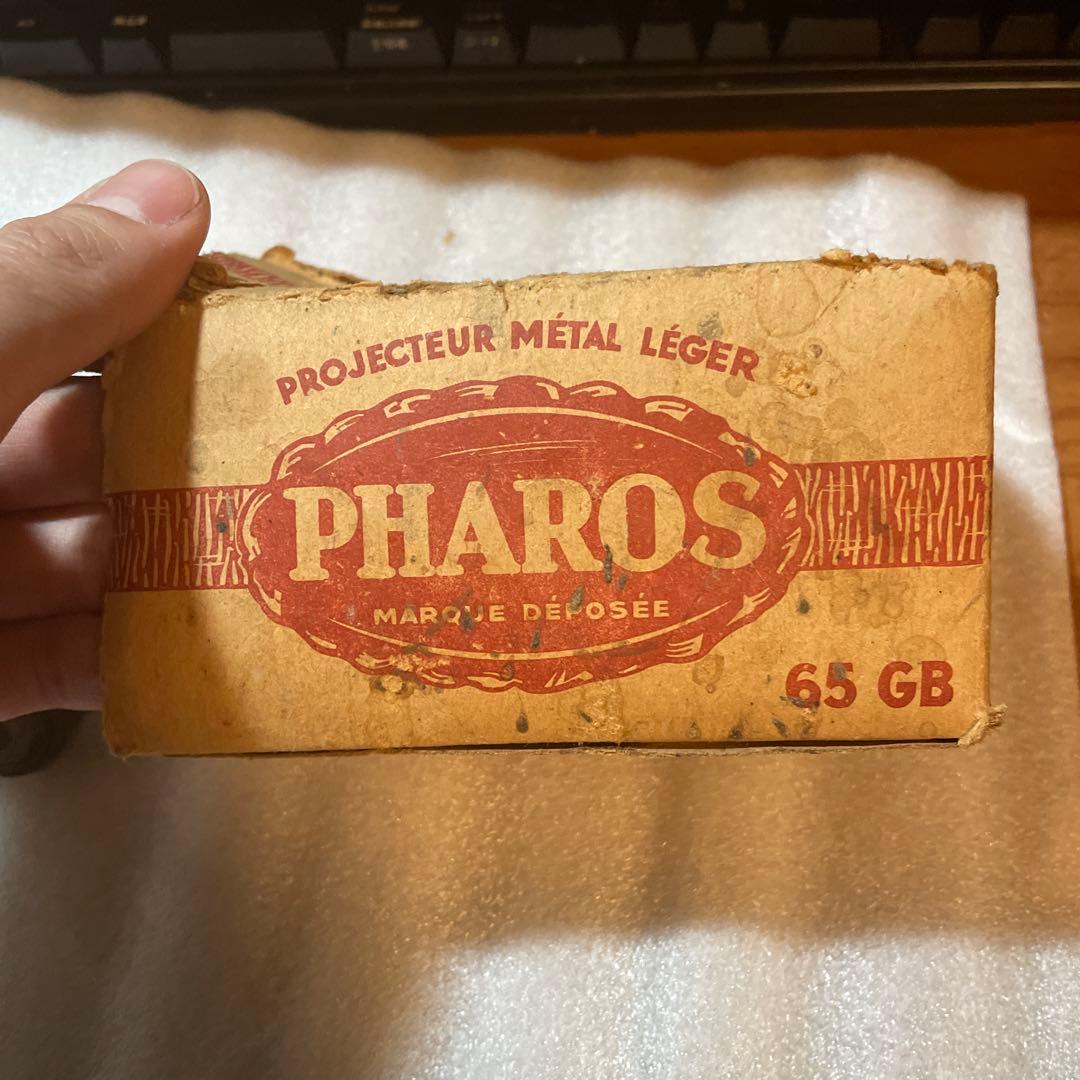 PROJECTEUR MÉTAL LÉGER
PHAROS
MARQUE DÉPOSÉE
65 GB